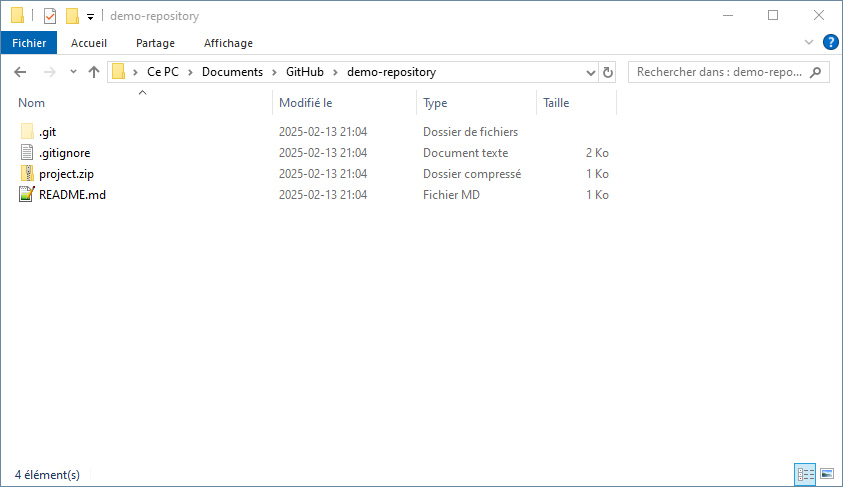 demo-repository
Fichier Accueil Partage Affichage
Ce PC Documents GitHub demo-repository Rechercher dans : demo-repo...
Nom Modifié le Type Taille
.git 2025-02-13 21:04 Dossier de fichiers
.gitignore 2025-02-13 21:04 Document texte 2 Ko
project.zip 2025-02-13 21:04 Dossier compressé 1 Ko
README.md 2025-02-13 21:04 Fichier MD 1 Ko
4 élément(s)